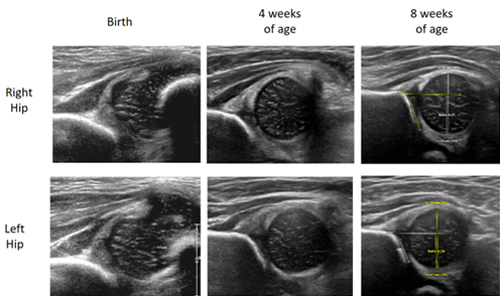 Birth
4 weeks
of age
8 weeks
of age
Right
Hip
Left
Hip